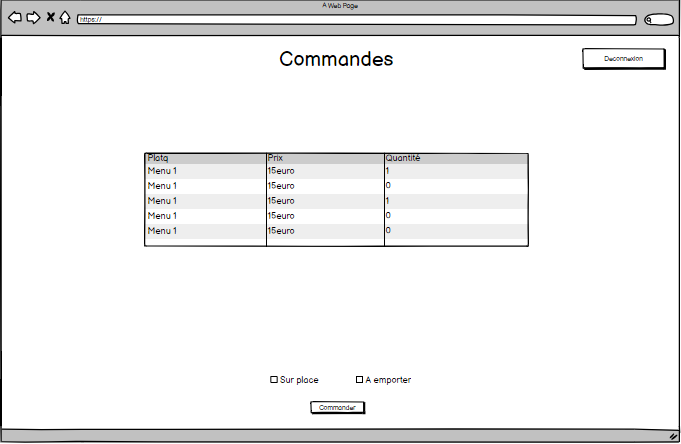 A Web Page
https://
Commandes
Deconnexion
Platq Prix Quantité
Menu 1 15euro 1
Menu 1 15euro 0
Menu 1 15euro 1
Menu 1 15euro 0
Menu 1 15euro 0
Sur place A emporter
Commander